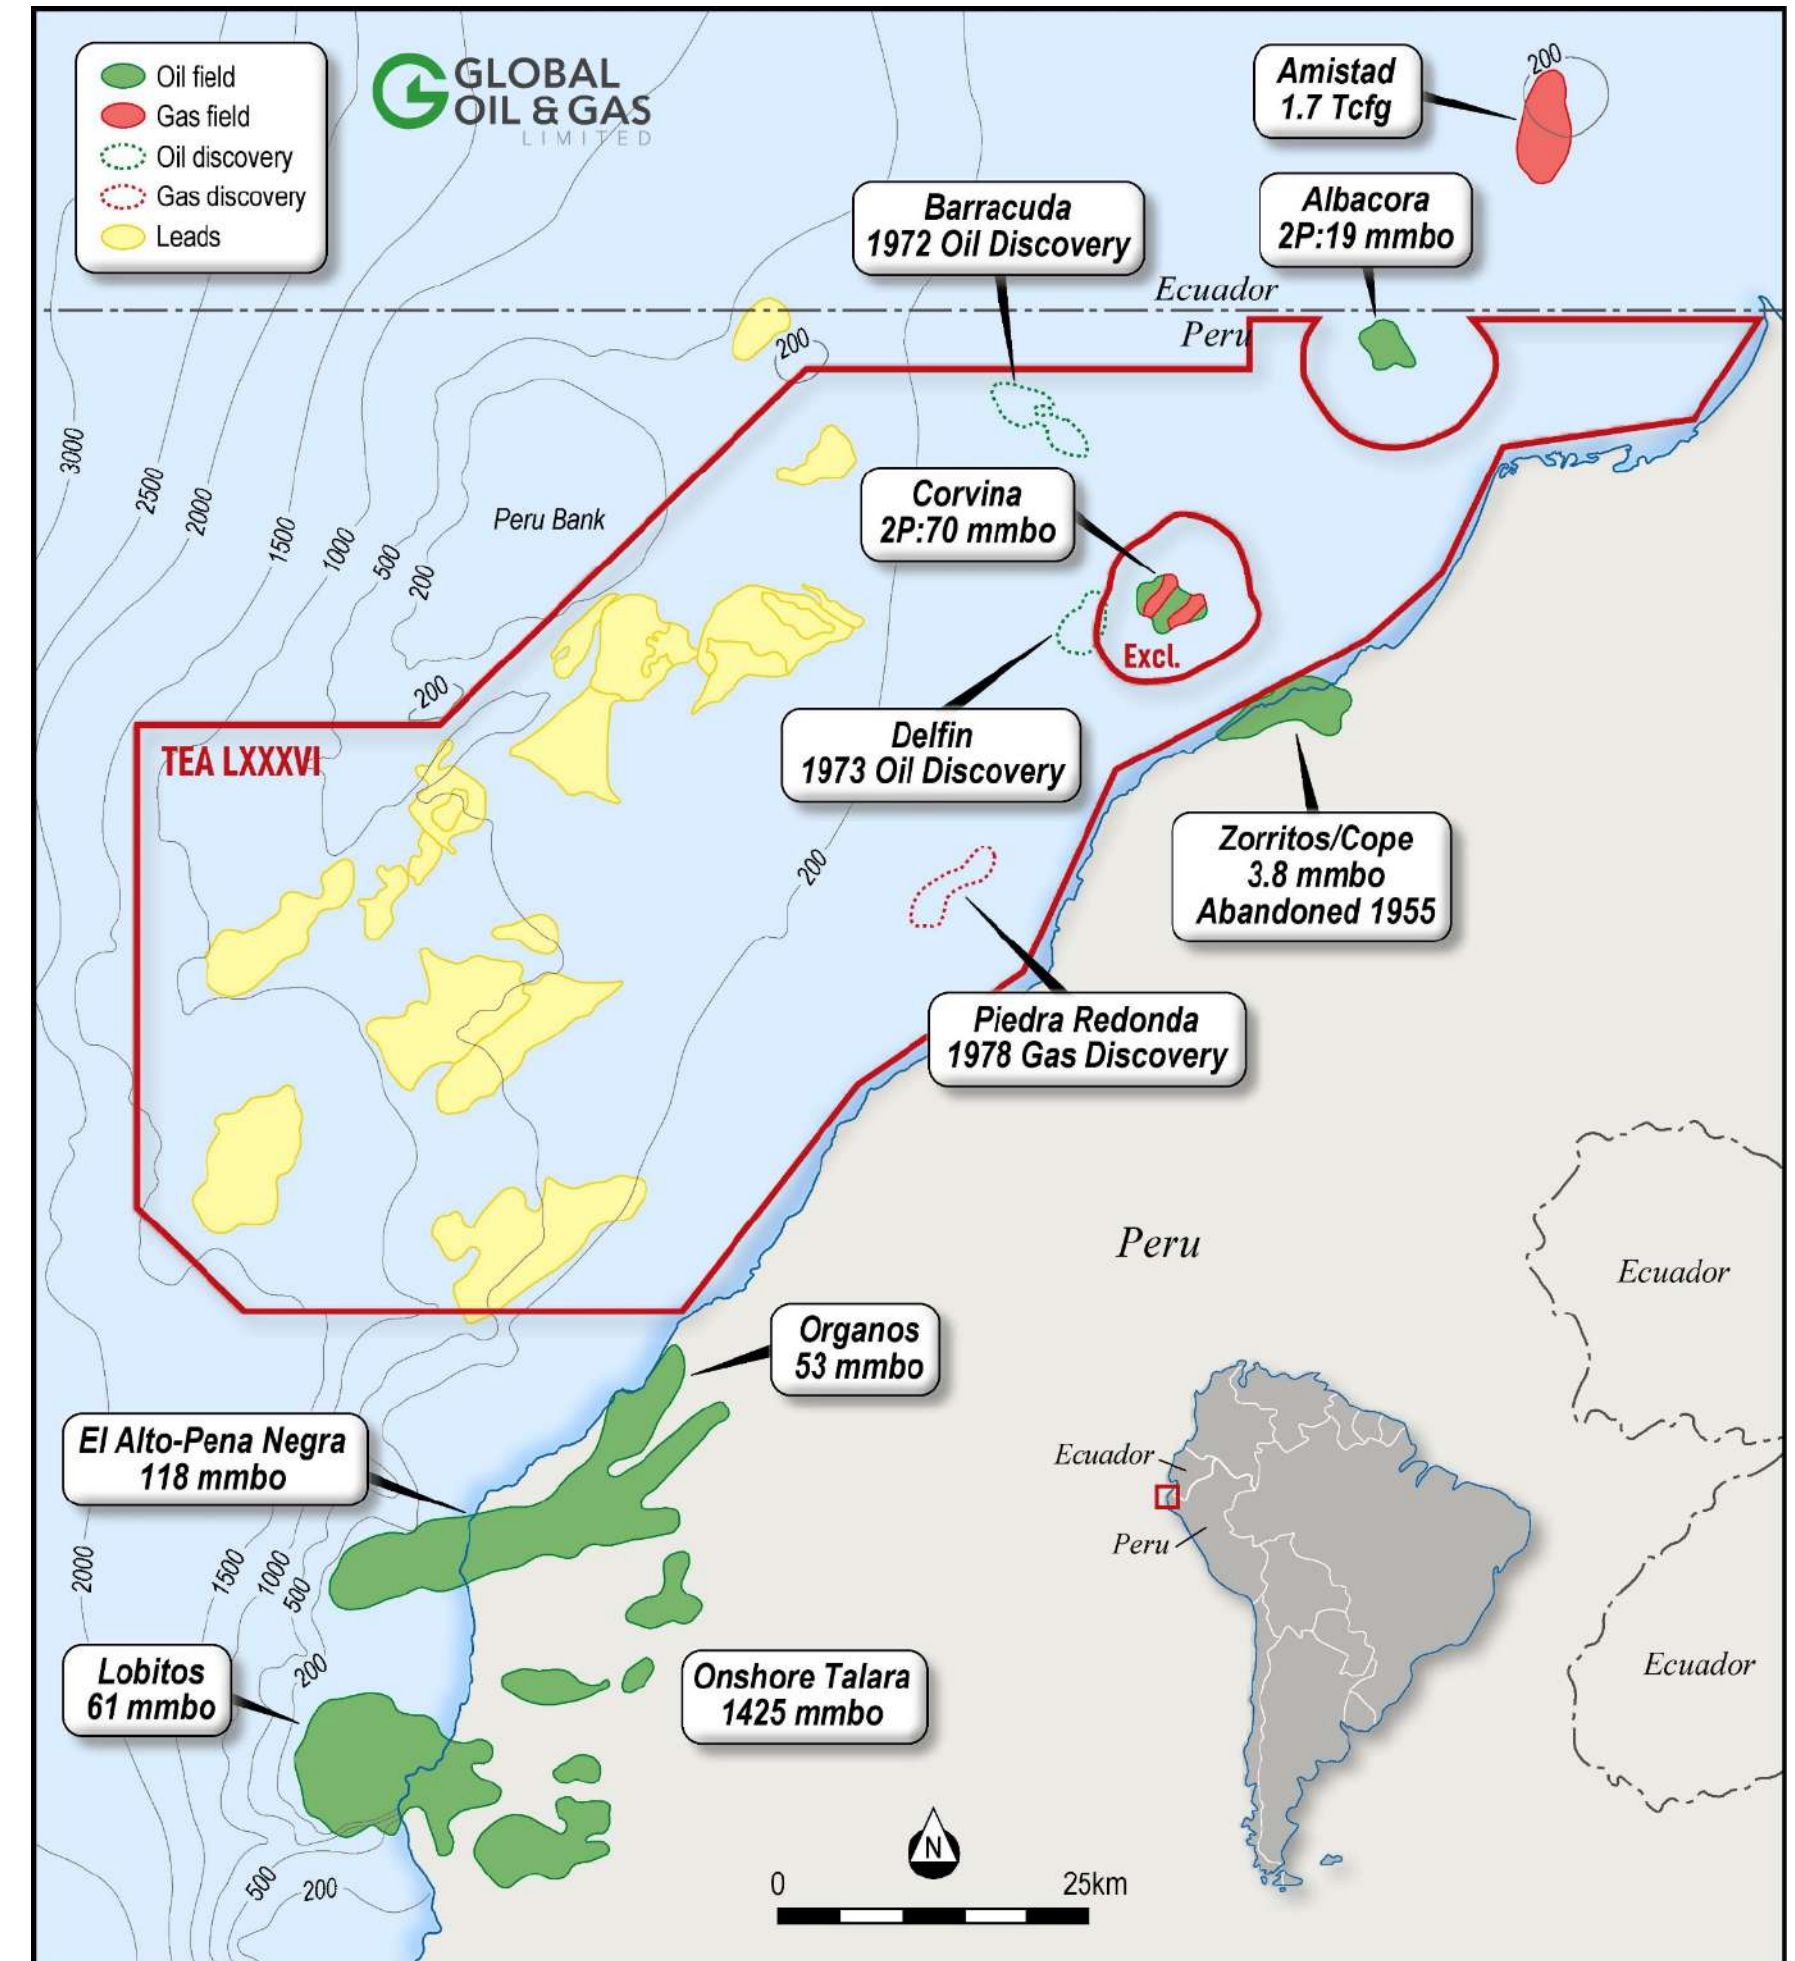 Oil field
Gas field
Oil discovery
Gas discovery
Leads
GLOBAL
OIL & GAS
LIMITED
Amistad
1.7 Tcfg
200
Barracuda
1972 Oil Discovery
Albacora
2P:19 mmbo
Ecuador
Peru
200
3000
2500
2000
1500
1000
500
200
Peru Bank
Corvina
2P:70 mmbo
Excl.
200
TEA LXXXVI
Delfin
1973 Oil Discovery
200
Zorritos/Cope
3.8 mmbo
Abandoned 1955
Piedra Redonda
1978 Gas Discovery
Peru
Ecuador
Organos
53 mmbo
El Alto-Pena Negra
118 mmbo
Ecuador
Peru
2000
1500
1000
500
200
Lobitos
61 mmbo
Onshore Talara
1425 mmbo
Ecuador
500
200
N
0
25km